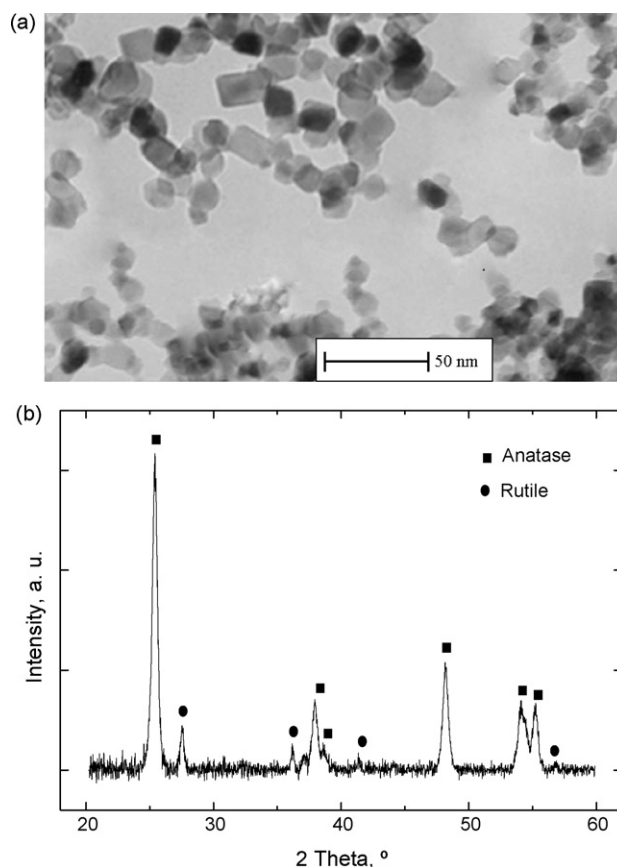 (a)
50 nm
(b)
Anatase
Rutile
Intensity, a. u.
20 30 40 50 60
2 Theta, º